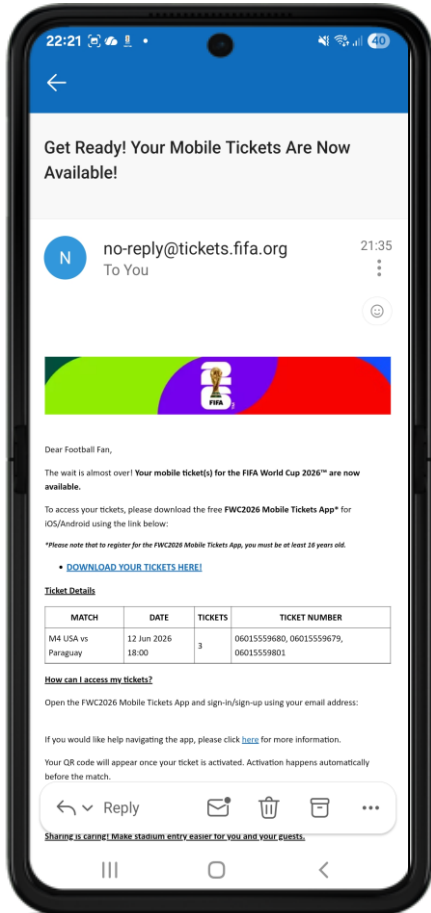 22:21
40
Get Ready! Your Mobile Tickets Are Now
Available!
N
no-reply@tickets.fifa.org
21:35
To You
FIFA
Dear Football Fan,
The wait is almost over! Your mobile ticket(s) for the FIFA World Cup 2026™ are now
available.
To access your tickets, please download the free FWC2026 Mobile Tickets App* for
iOS/Android using the link below:
*Please note that to register for the FWC2026 Mobile Tickets App, you must be at least 16 years old.
• DOWNLOAD YOUR TICKETS HERE!
Ticket Details
MATCH DATE TICKETS TICKET NUMBER
M4 USA vs 12 Jun 2026 06015559680, 06015559679,
Paraguay 18:00 3 06015559801
How can I access my tickets?
Open the FWC2026 Mobile Tickets App and sign-in/sign-up using your email address:
If you would like help navigating the app, please click here for more information.
Your QR code will appear once your ticket is activated. Activation happens automatically
before the match.
Reply
Sharing is caring! Make stadium entry easier for you and your guests.